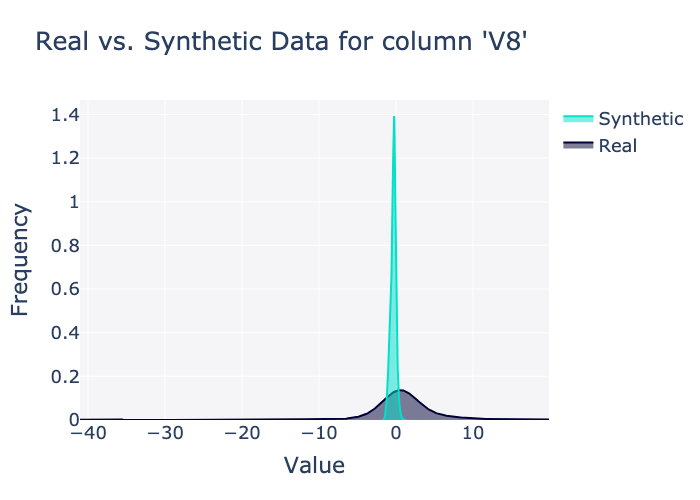 Real vs. Synthetic Data for column 'V8'
Synthetic
Real
Frequency
1.4
1.2
1
0.8
0.6
0.4
0.2
0
−40 −30 −20 −10 0 10
Value